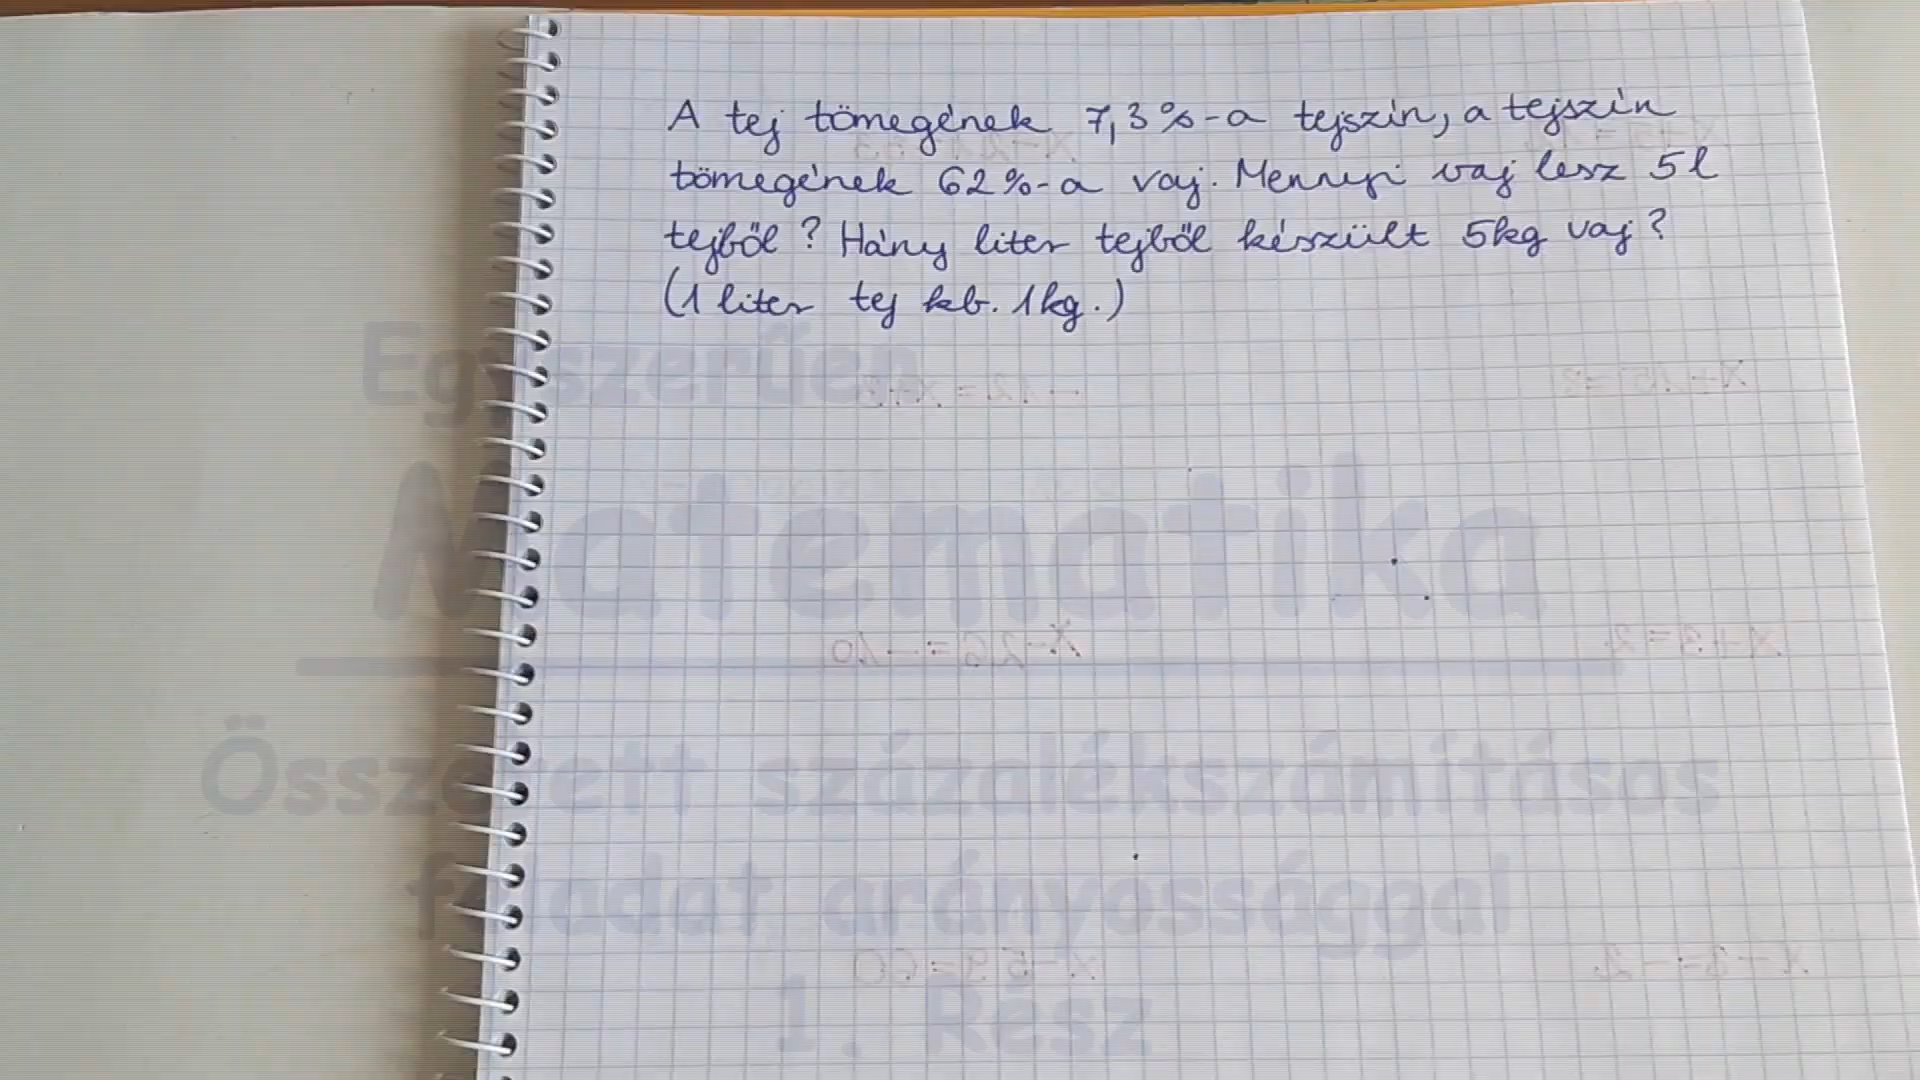 A tej tömegének 7,3%-a tejszín, a tejszín
tömegének 62%-a vaj. Mennyi vaj lesz 5l
tejből? Hány liter tejből készült 5kg vaj?
(1 liter tej kb. 1kg.)
Egyszerűen
Matematika
Összetett százalékszámításos
feladat arányossággal
1. Rész